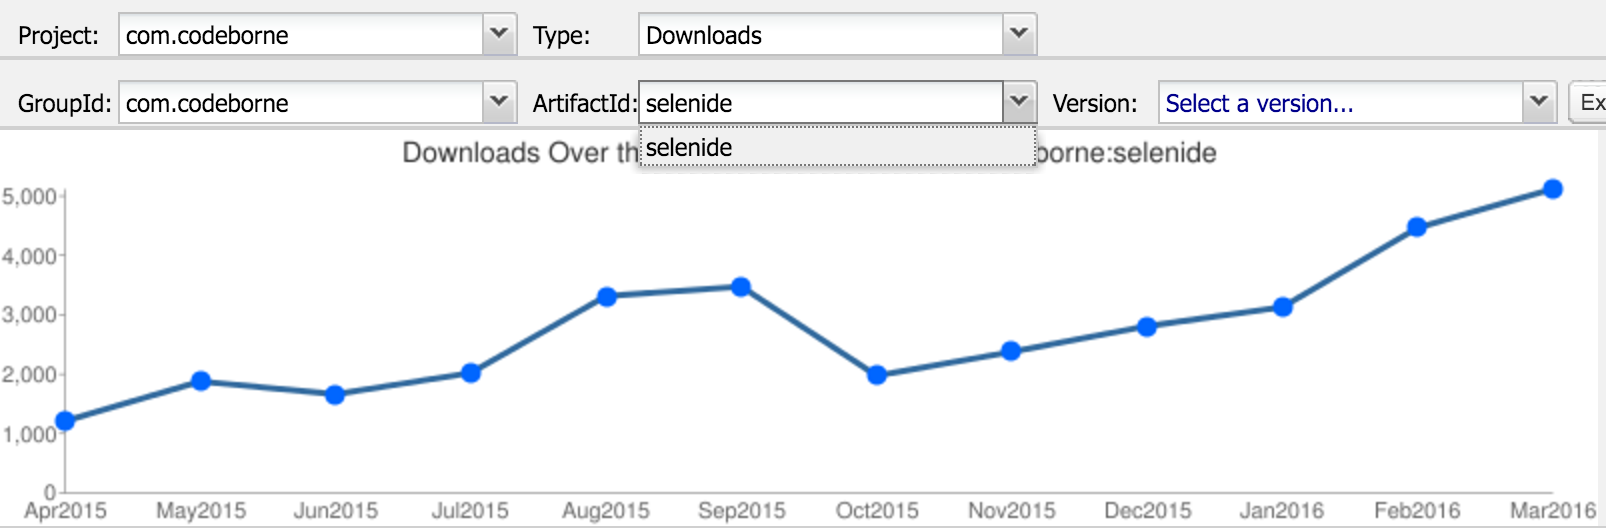 Project: com.codeborne Type: Downloads
GroupId: com.codeborne ArtifactId: selenide Version: Select a version... Ex
selenide
Downloads Over th borne:selenide
5,000
4,000
3,000
2,000
1,000
0
Apr2015 May2015 Jun2015 Jul2015 Aug2015 Sep2015 Oct2015 Nov2015 Dec2015 Jan2016 Feb2016 Mar2016